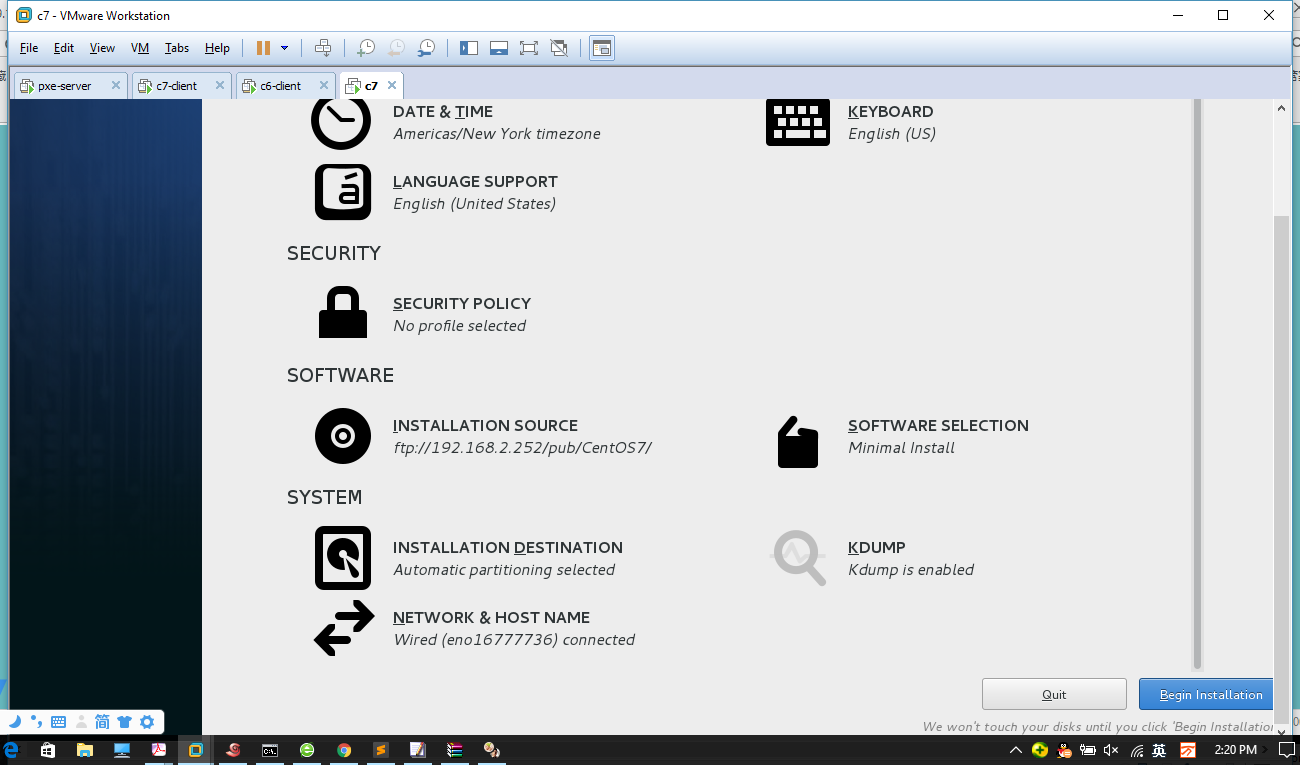 c7 - VMware Workstation
File Edit View VM Tabs Help
pxe-server c7-client c6-client c7
DATE & TIME
Americas/New York timezone
KEYBOARD
English (US)
LANGUAGE SUPPORT
English (United States)
SECURITY
SECURITY POLICY
No profile selected
SOFTWARE
INSTALLATION SOURCE
ftp://192.168.2.252/pub/CentOS7/
SOFTWARE SELECTION
Minimal Install
SYSTEM
INSTALLATION DESTINATION
Automatic partitioning selected
KDUMP
Kdump is enabled
NETWORK & HOST NAME
Wired (eno16777736) connected
Quit
Begin Installation
We won't touch your disks until you click 'Begin Installation
简
英
2:20 PM